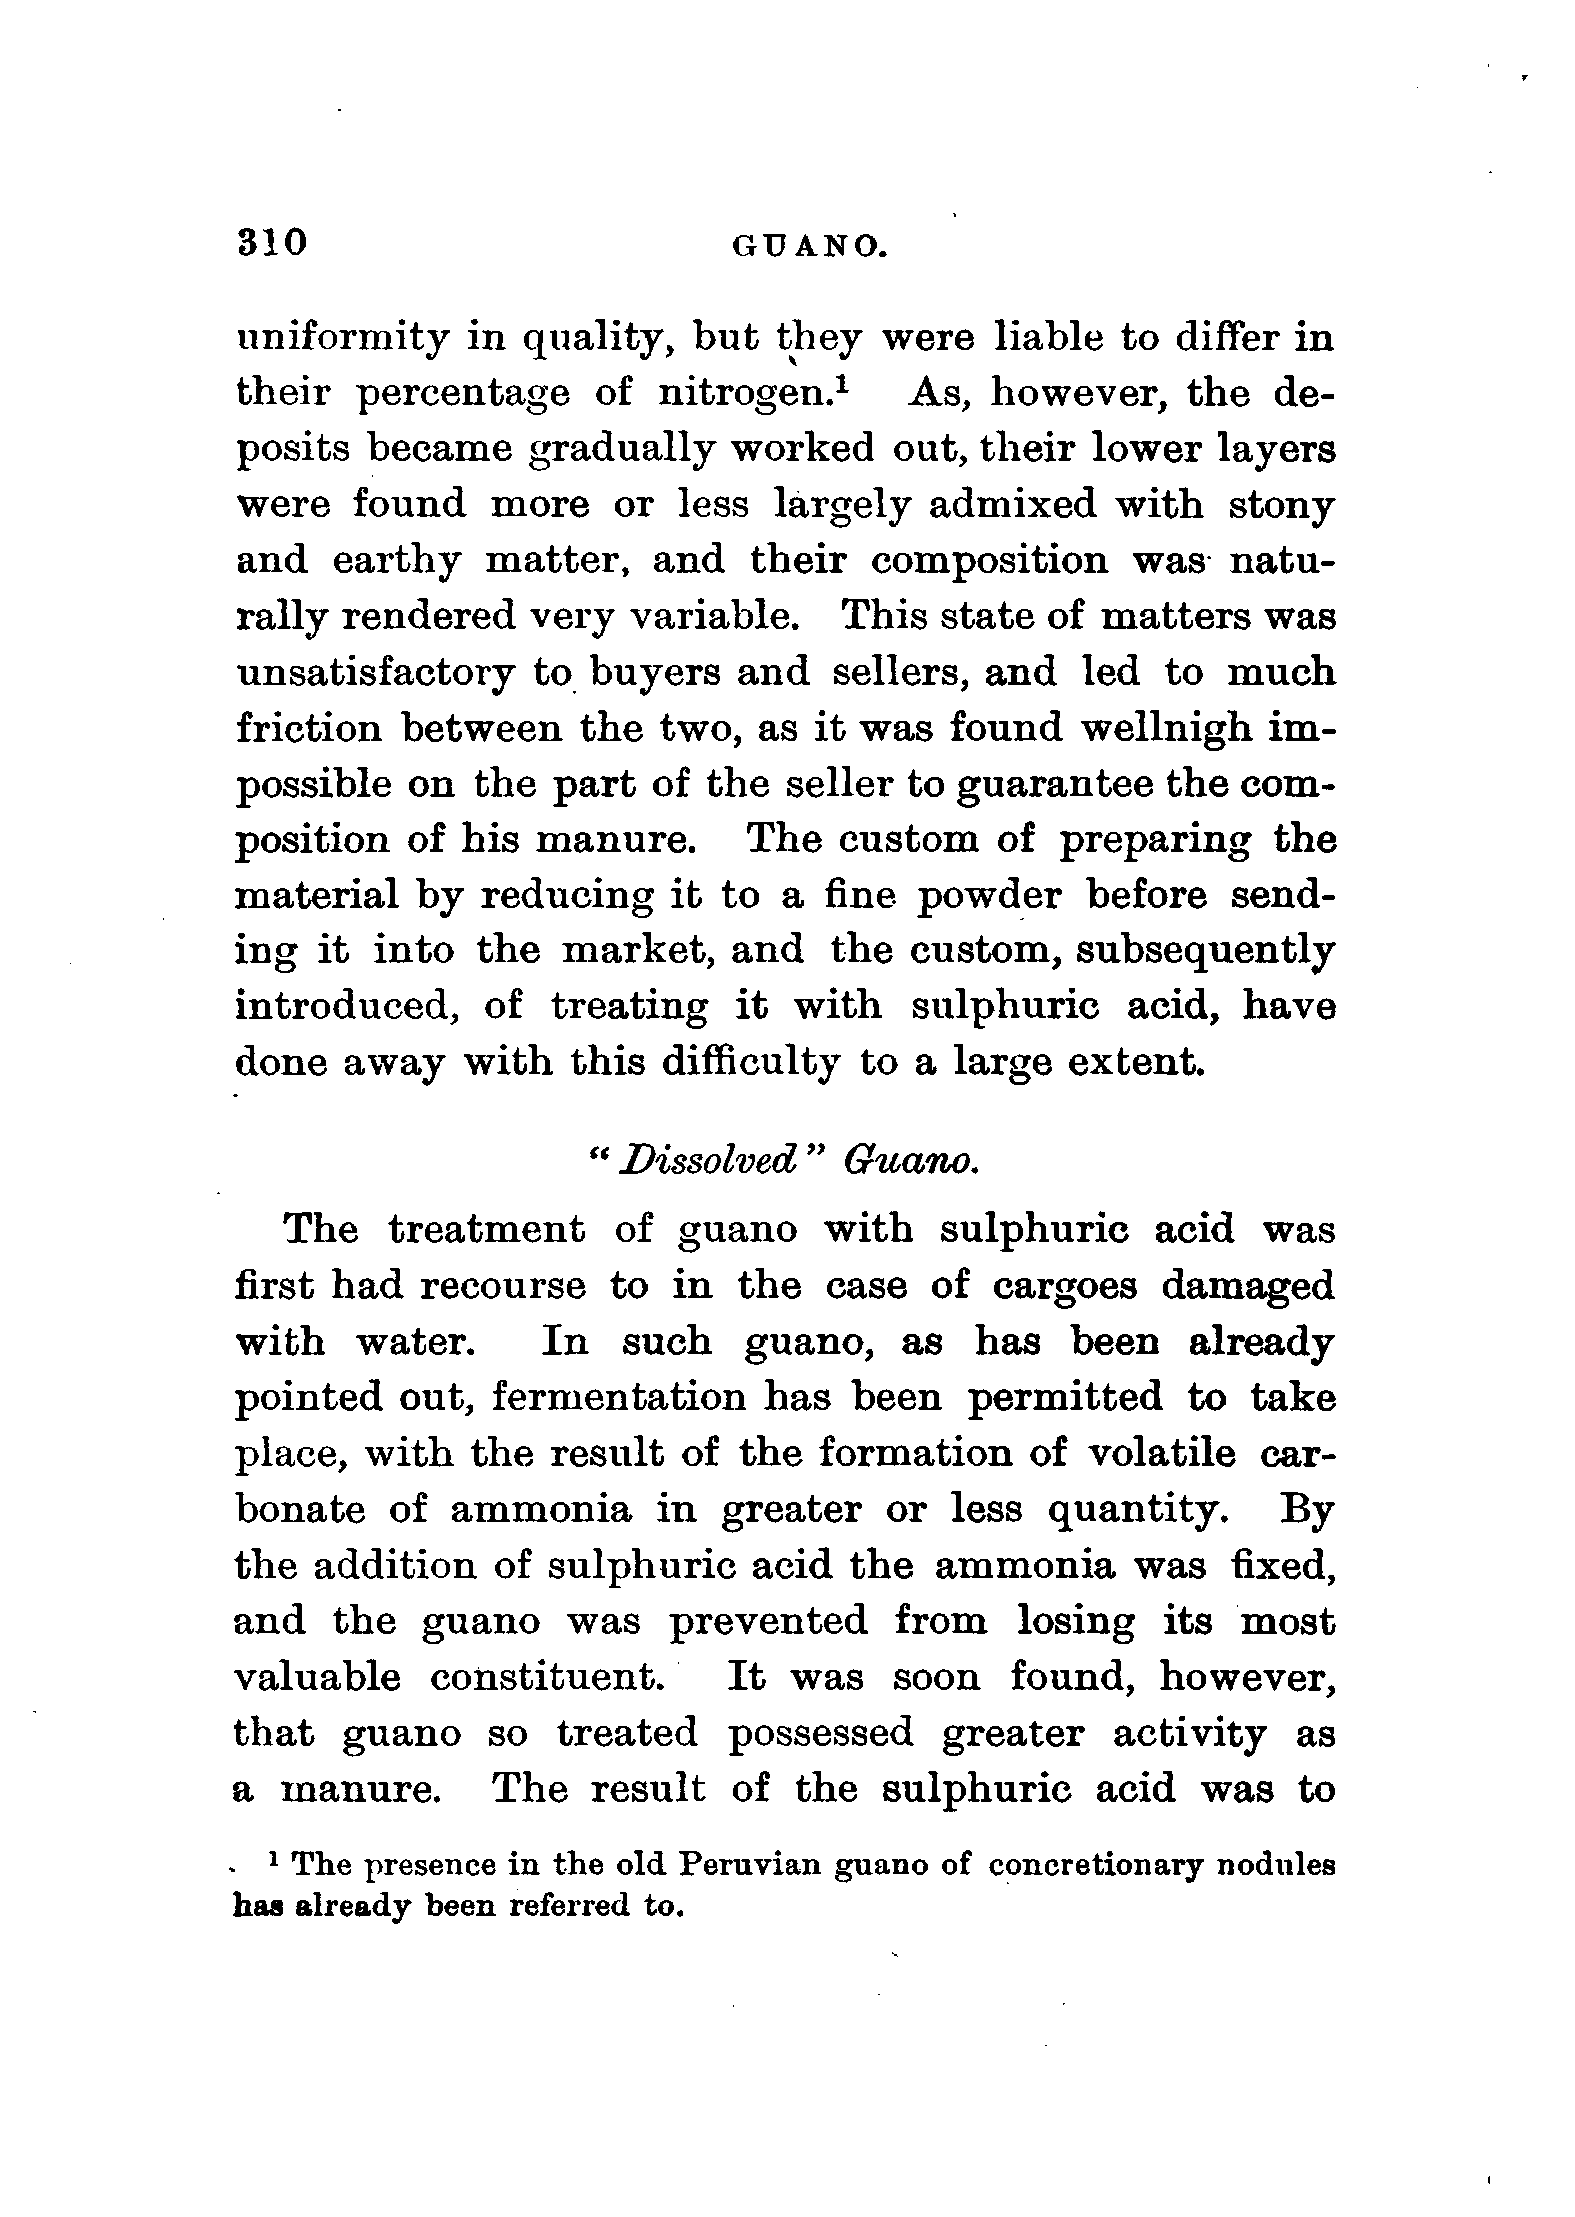 310 GUANO.
uniformity in quality, but they were liable to differ in
their percentage of nitrogen.¹ As, however, the de-
posits became gradually worked out, their lower layers
were found more or less largely admixed with stony
and earthy matter, and their composition was natu-
rally rendered very variable. This state of matters was
unsatisfactory to buyers and sellers, and led to much
friction between the two, as it was found wellnigh im-
possible on the part of the seller to guarantee the com-
position of his manure. The custom of preparing the
material by reducing it to a fine powder before send-
ing it into the market, and the custom, subsequently
introduced, of treating it with sulphuric acid, have
done away with this difficulty to a large extent.
“Dissolved” Guano.
The treatment of guano with sulphuric acid was
first had recourse to in the case of cargoes damaged
with water. In such guano, as has been already
pointed out, fermentation has been permitted to take
place, with the result of the formation of volatile car-
bonate of ammonia in greater or less quantity. By
the addition of sulphuric acid the ammonia was fixed,
and the guano was prevented from losing its most
valuable constituent. It was soon found, however,
that guano so treated possessed greater activity as
a manure. The result of the sulphuric acid was to
¹ The presence in the old Peruvian guano of concretionary nodules
has already been referred to.